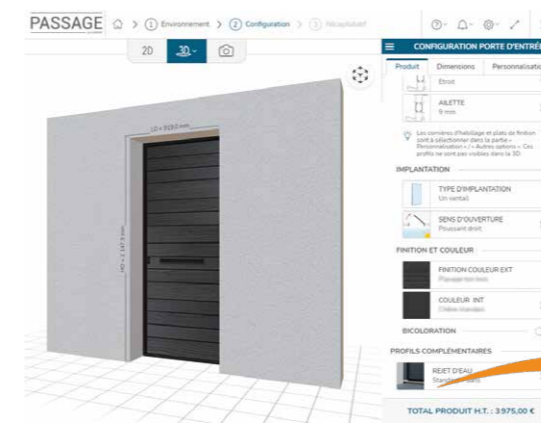 PASSAGE
1 Environnement > 2 Configuration > 3 Récapitulatif
2D
3D
CONFIGURATION PORTE D'ENTRÉE
Produit Dimensions Personnalisation
Etroit
AILETTE
9 mm
Les cornières d'habillage et plats de finition
sont à sélectionner dans la partie «
Personnalisation » / « Autres options ». Ces
profils ne sont pas visibles dans la 3D.
IMPLANTATION
TYPE D'IMPLANTATION
Un vantail
SENS D'OUVERTURE
Poussant droit
FINITION ET COULEUR
FINITION COULEUR EXT
COULEUR INT
BICOLORATION
PROFILS COMPLÉMENTAIRES
REJET D'EAU
TOTAL PRODUIT H.T. : 3 975,00 €